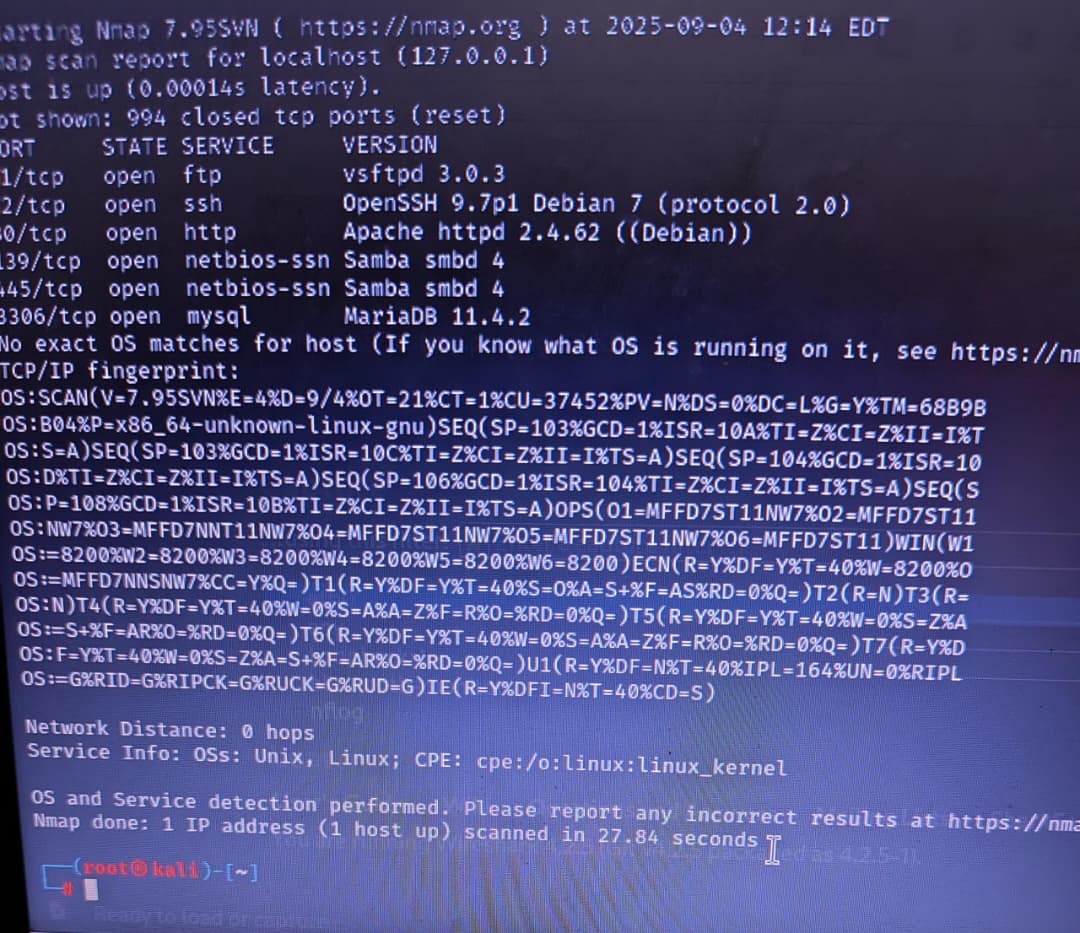 arting Nmap 7.95SVN ( https://nmap.org ) at 2025-09-04 12:14 EDT
map scan report for localhost (127.0.0.1)
ost is up (0.00014s latency).
ot shown: 994 closed tcp ports (reset)
ORT STATE SERVICE VERSION
1/tcp open ftp vsftpd 3.0.3
2/tcp open ssh OpenSSH 9.7p1 Debian 7 (protocol 2.0)
80/tcp open http Apache httpd 2.4.62 ((Debian))
139/tcp open netbios-ssn Samba smbd 4
445/tcp open netbios-ssn Samba smbd 4
3306/tcp open mysql MariaDB 11.4.2
No exact OS matches for host (If you know what OS is running on it, see https://nm
TCP/IP fingerprint:
OS:SCAN(V=7.95SVN%E=4%D=9/4%OT=21%CT=1%CU=37452%PV=N%DS=0%DC=L%G=Y%TM=68B9B
OS:B04%P=x86_64-unknown-linux-gnu)SEQ(SP=103%GCD=1%ISR=10A%TI=Z%CI=Z%II=I%T
OS:S=A)SEQ(SP=103%GCD=1%ISR=10C%TI=Z%CI=Z%II=I%TS=A)SEQ(SP=104%GCD=1%ISR=10
OS:D%TI=Z%CI=Z%II=I%TS=A)SEQ(SP=106%GCD=1%ISR=104%TI=Z%CI=Z%II=I%TS=A)SEQ(S
OS:P=108%GCD=1%ISR=10B%TI=Z%CI=Z%II=I%TS=A)OPS(O1=MFFD7ST11NW7%O2=MFFD7ST11
OS:NW7%O3=MFFD7NNT11NW7%O4=MFFD7ST11NW7%O5=MFFD7ST11NW7%O6=MFFD7ST11)WIN(W1
OS:=8200%W2=8200%W3=8200%W4=8200%W5=8200%W6=8200)ECN(R=Y%DF=Y%T=40%W=8200%O
OS:=MFFD7NNSNW7%CC=Y%Q=)T1(R=Y%DF=Y%T=40%S=O%A=S+%F=AS%RD=0%Q=)T2(R=N)T3(R=
OS:N)T4(R=Y%DF=Y%T=40%W=0%S=A%A=Z%F=R%O=%RD=0%Q=)T5(R=Y%DF=Y%T=40%W=0%S=Z%A
OS:=S+%F=AR%O=%RD=0%Q=)T6(R=Y%DF=Y%T=40%W=0%S=A%A=Z%F=R%O=%RD=0%Q=)T7(R=Y%D
OS:F=Y%T=40%W=0%S=Z%A=S+%F=AR%O=%RD=0%Q=)U1(R=Y%DF=N%T=40%IPL=164%UN=0%RIPL
OS:=G%RID=G%RIPCK=G%RUCK=G%RUD=G)IE(R=Y%DFI=N%T=40%CD=S)
nflog
Network Distance: 0 hops
Service Info: OSs: Unix, Linux; CPE: cpe:/o:linux:linux_kernel
OS and Service detection performed. Please report any incorrect results at https://nma
Nmap done: 1 IP address (1 host up) scanned in 27.84 seconds
(root㉿kali)-[~]
#
Ready to load or capture